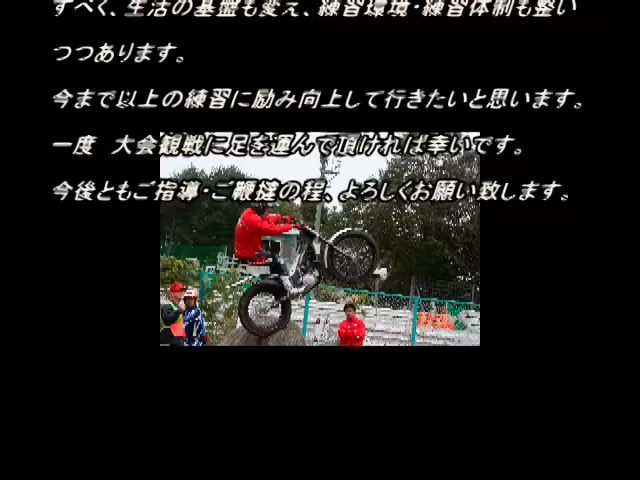 すべく、生活の基盤も変え、練習環境・練習体制も整い
つつあります。
今まで以上の練習に励み向上して行きたいと思います。
一度　大会観戦に足を運んで頂ければ幸いです。
今後ともご指導・ご鞭撻の程、よろしくお願い致します。